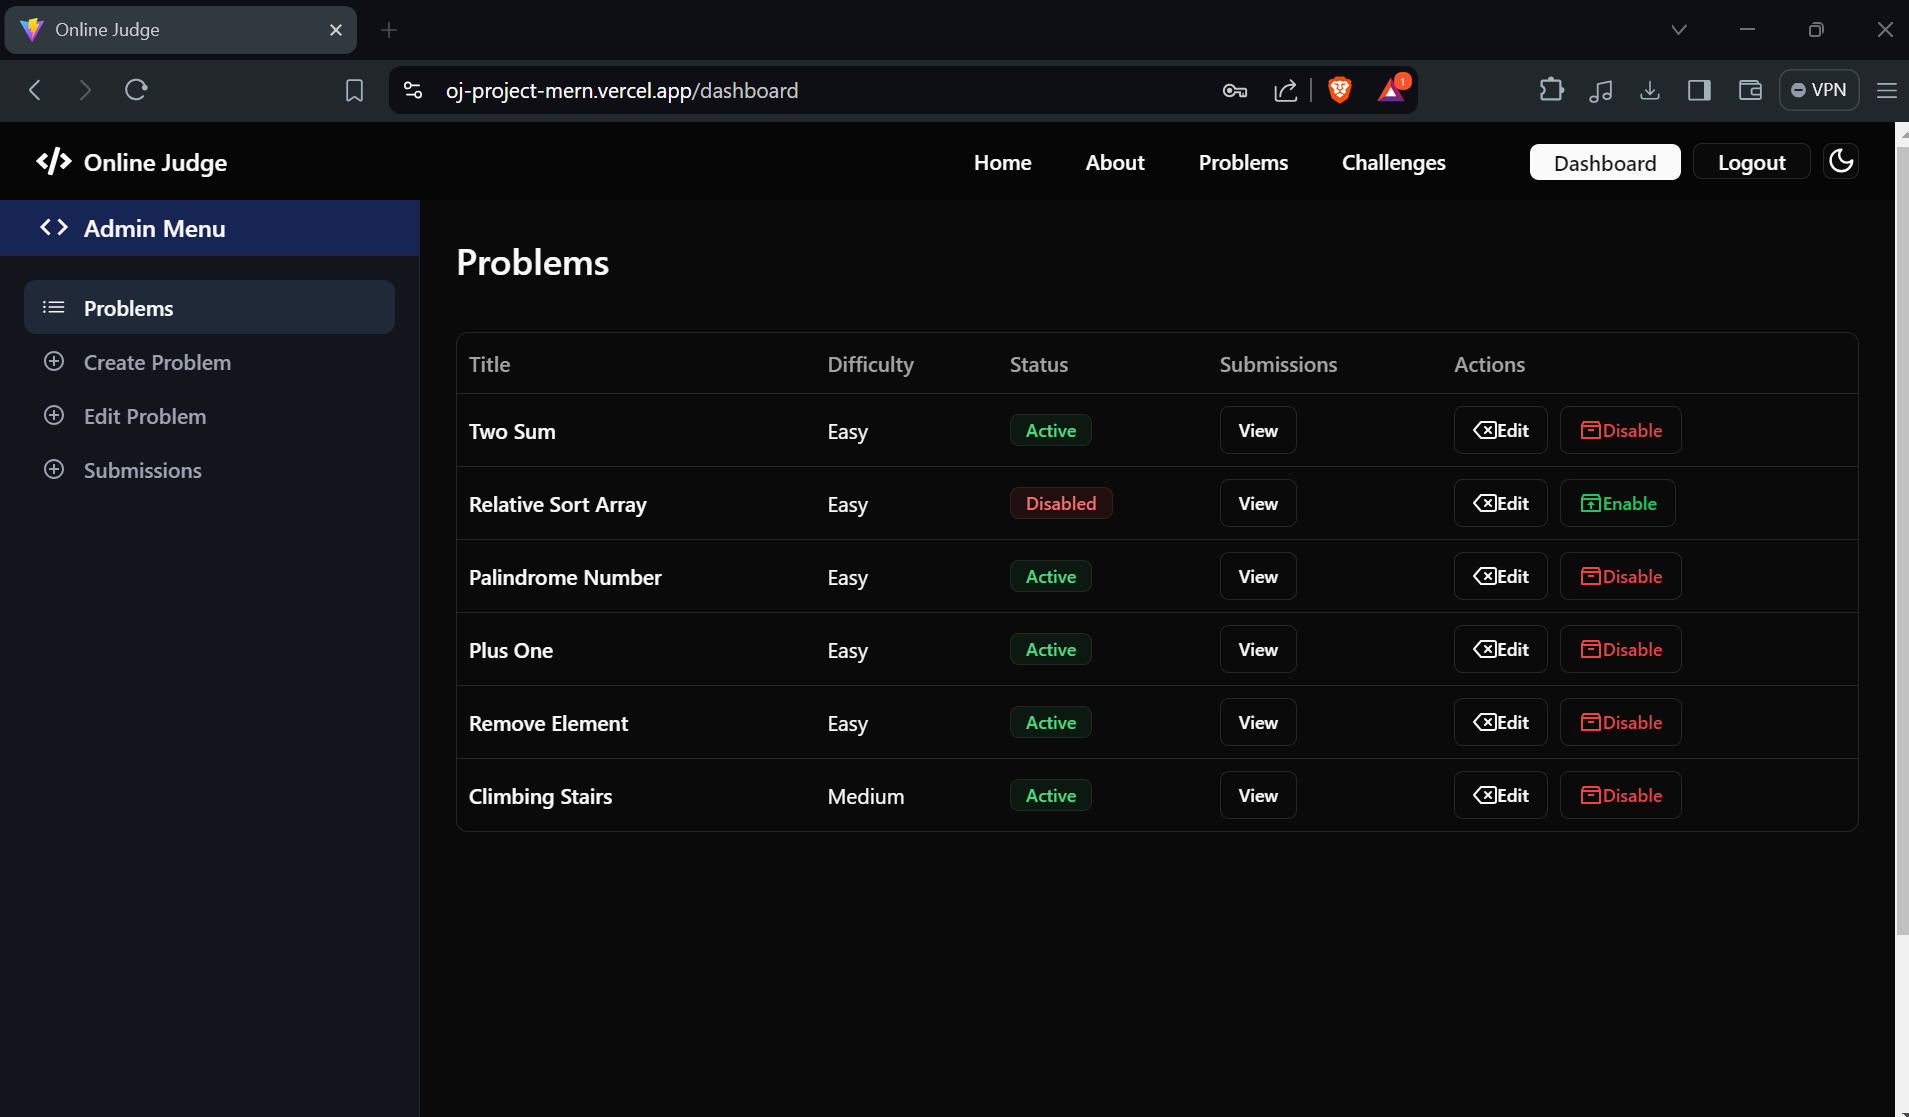 Online Judge
oj-project-mern.vercel.app/dashboard
1
VPN
Online Judge
Home About Problems Challenges Dashboard Logout
Admin Menu
Problems
Create Problem
Edit Problem
Submissions
Problems
Title Difficulty Status Submissions Actions
Two Sum Easy Active View Edit Disable
Relative Sort Array Easy Disabled View Edit Enable
Palindrome Number Easy Active View Edit Disable
Plus One Easy Active View Edit Disable
Remove Element Easy Active View Edit Disable
Climbing Stairs Medium Active View Edit Disable